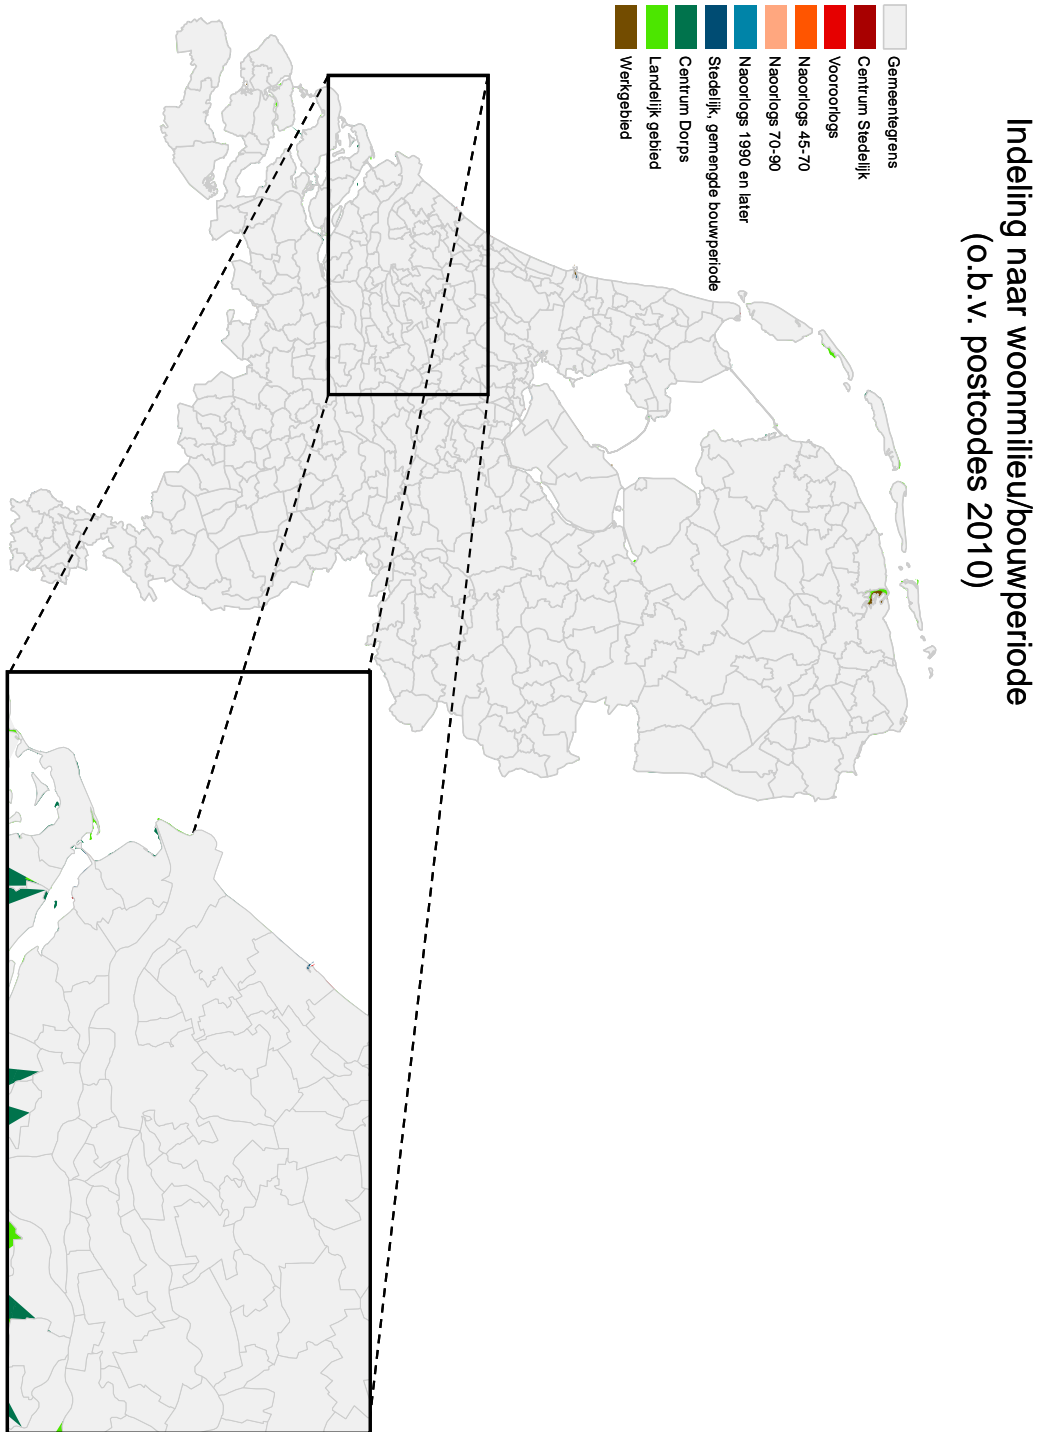 Indeling naar woonmilieu/bouwperiode
(o.b.v. postcodes 2010)
Gemeentegrens
Centrum Stedelijk
Vooroorlogs
Naoorlogs 45-70
Naoorlogs 70-90
Naoorlogs 1990 en later
Stedelijk, gemengde bouwperiode
Centrum Dorps
Landelijk gebied
Werkgebied